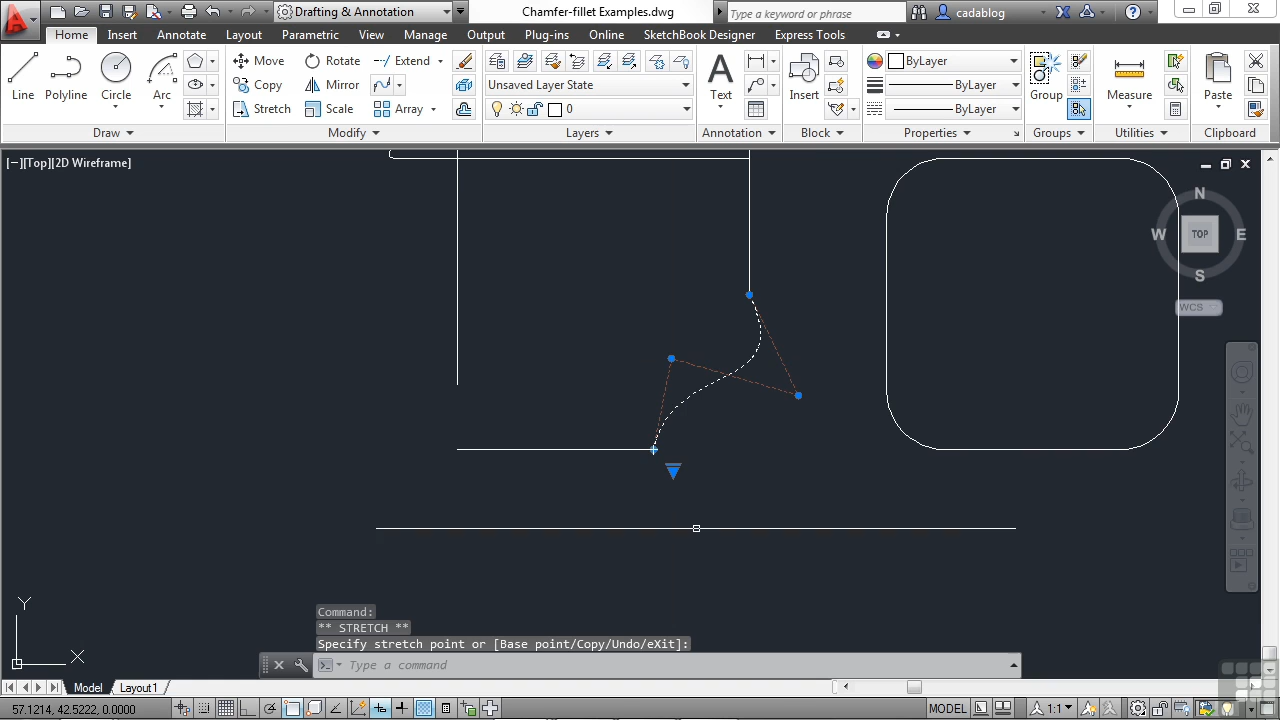 Drafting & Annotation
Chamfer-fillet Examples.dwg
Type a keyword or phrase
cadablog
Home Insert Annotate Layout Parametric View Manage Output Plug-ins Online SketchBook Designer Express Tools
Line Polyline Circle Arc
Move Rotate Extend
Copy Mirror
Stretch Scale Array
Unsaved Layer State
0
Text
Insert
ByLayer
ByLayer
ByLayer
Group
Measure
Paste
Draw Modify Layers Annotation Block Properties Groups Utilities Clipboard
[−][Top][2D Wireframe]
N
W TOP E
S
WCS
Y
X
Command:
** STRETCH **
Specify stretch point or [Base point/Copy/Undo/eXit]:
Type a command
Model Layout1
57.1214, 42.5222, 0.0000
MODEL
1:1